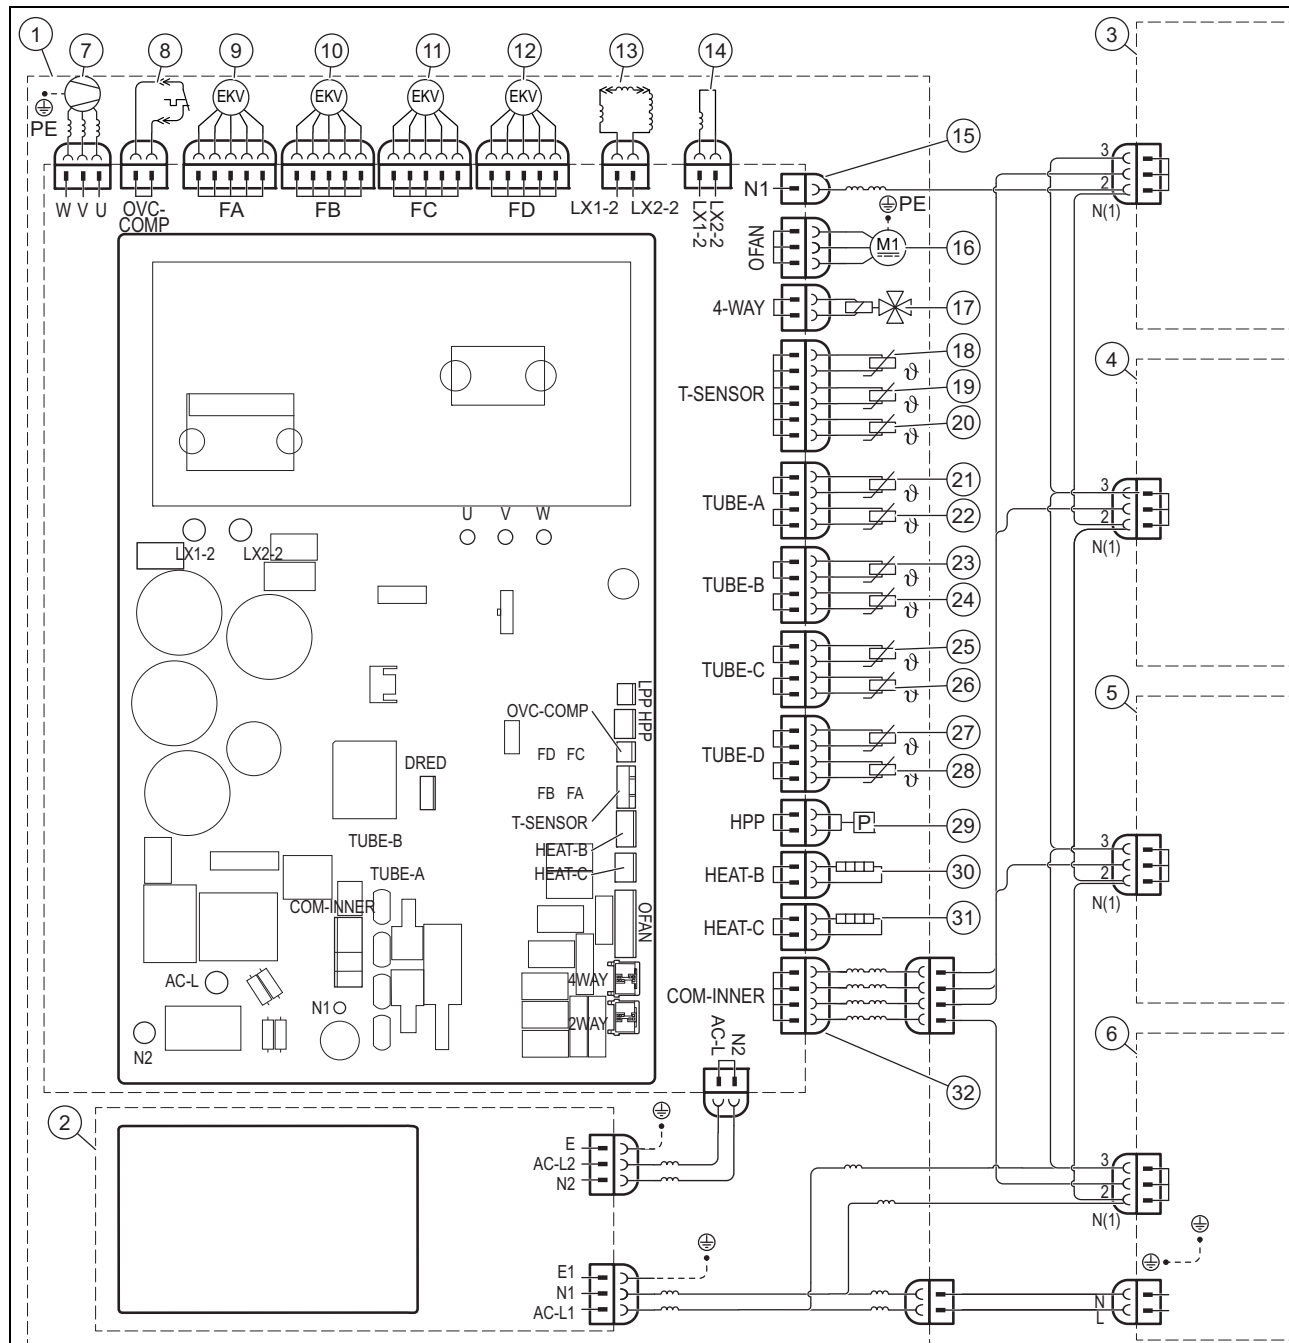 1 7 8 9 10 11 12 13 14 3
EKV EKV EKV EKV
PE
15
3
2
N(1)
N1
W V U
OVC-COMP
FA FB FC FD
LX1-2 LX2-2
LX1-2
LX2-2
PE
OFAN
M1
16
4-WAY
17
T-SENSOR
18
ϑ
19
ϑ
20
ϑ
4
TUBE-A
21
ϑ
22
ϑ
3
2
N(1)
U V W
LX1-2 LX2-2
TUBE-B
23
ϑ
24
ϑ
TUBE-C
25
ϑ
26
ϑ
5
LPP
HPP
OVC-COMP
FD FC
FB FA
DRED
T-SENSOR
TUBE-B
HEAT-B
HEAT-C
TUBE-A
COM-INNER
OFAN
AC-L
4WAY
N1
2WAY
N2
TUBE-D
27
ϑ
28
ϑ
HPP
P
29
HEAT-B
30
HEAT-C
31
3
2
N(1)
COM-INNER
AC-L
N2
32
6
2
E
AC-L2
N2
3
2
N(1)
E1
N1
AC-L1
N
L